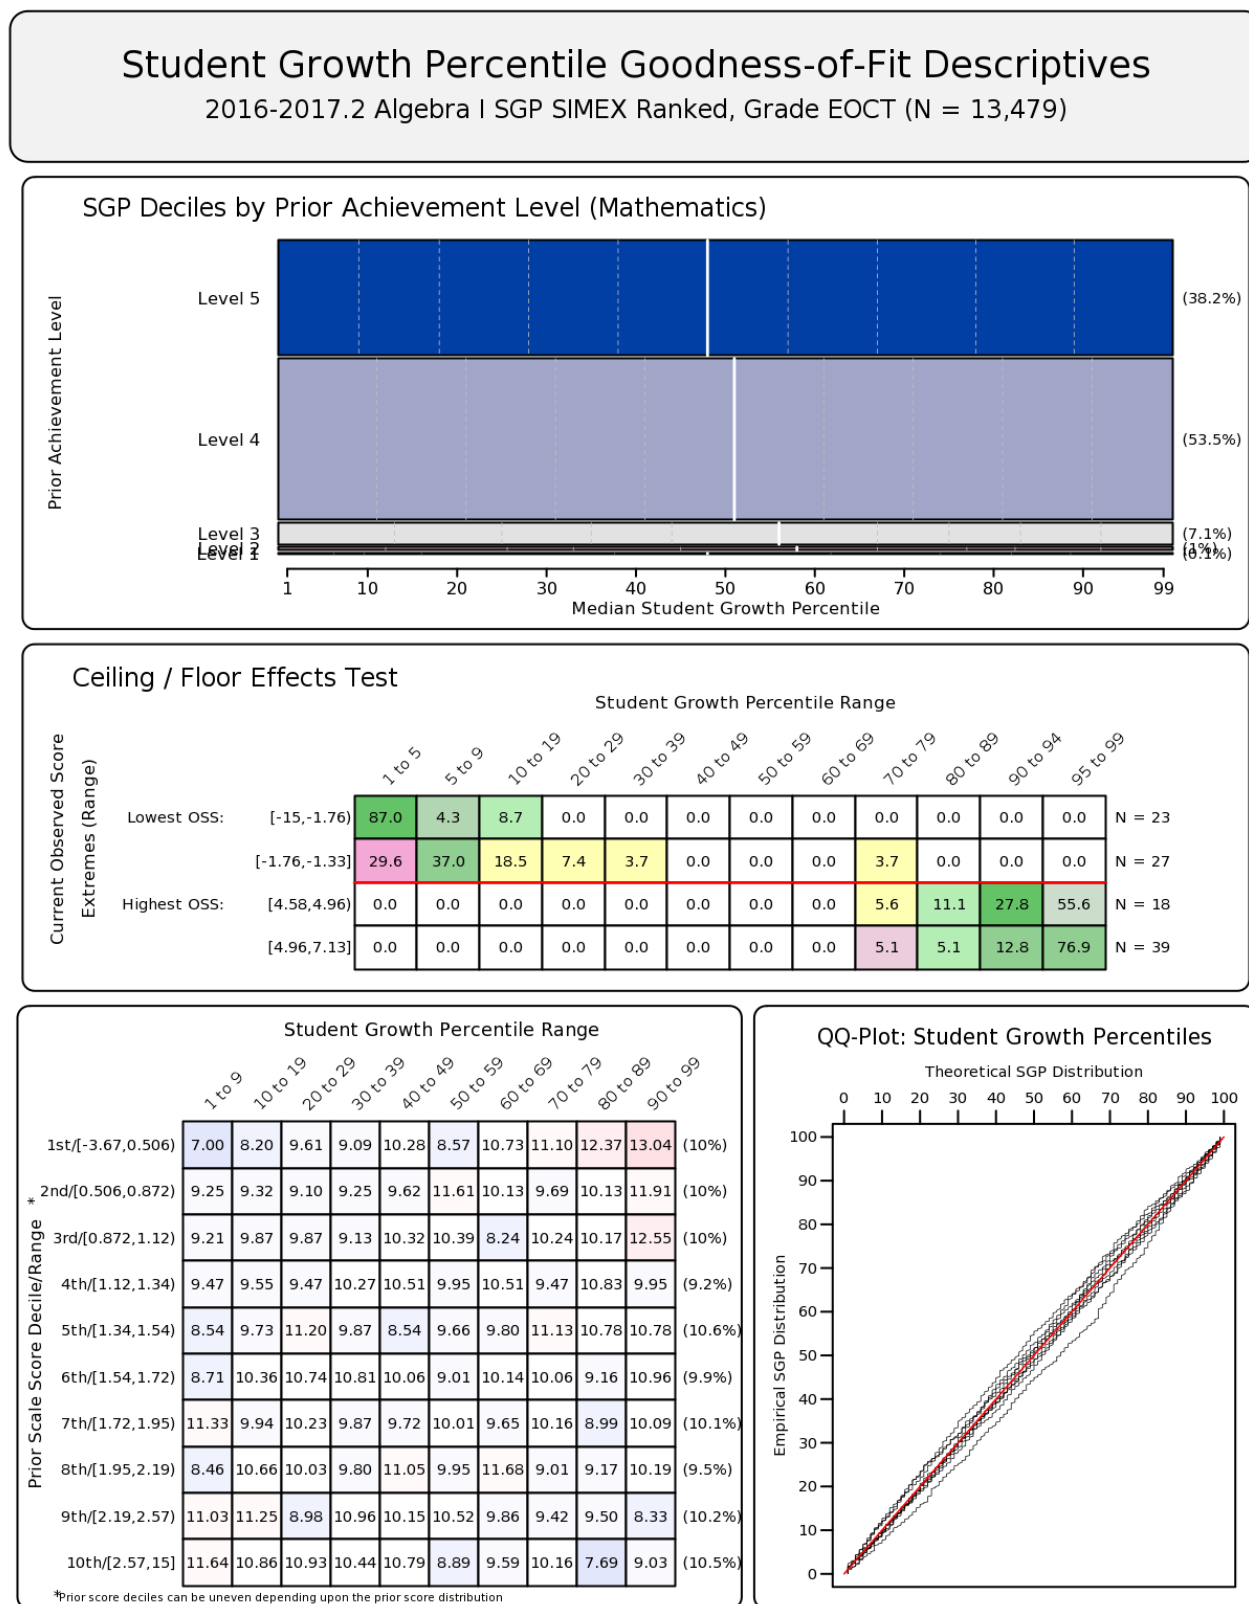 Student Growth Percentile Goodness-of-Fit Descriptives
2016-2017.2 Algebra I SGP SIMEX Ranked, Grade EOCT (N = 13,479)
SGP Deciles by Prior Achievement Level (Mathematics)
Prior Achievement Level
Level 5 (38.2%)
Level 4 (53.5%)
Level 3 (7.1%)
Level 2 (1%)
Level 1 (0.1%)
1 10 20 30 40 50 60 70 80 90 99
Median Student Growth Percentile
Ceiling / Floor Effects Test
Student Growth Percentile Range
Current Observed Score
Extremes (Range)
1 to 5 5 to 9 10 to 19 20 to 29 30 to 39 40 to 49 50 to 59 60 to 69 70 to 79 80 to 89 90 to 94 95 to 99
Lowest OSS: [-15,-1.76) 87.0 4.3 8.7 0.0 0.0 0.0 0.0 0.0 0.0 0.0 0.0 0.0 N = 23
[-1.76,-1.33] 29.6 37.0 18.5 7.4 3.7 0.0 0.0 0.0 3.7 0.0 0.0 0.0 N = 27
Highest OSS: [4.58,4.96) 0.0 0.0 0.0 0.0 0.0 0.0 0.0 0.0 5.6 11.1 27.8 55.6 N = 18
[4.96,7.13] 0.0 0.0 0.0 0.0 0.0 0.0 0.0 0.0 5.1 5.1 12.8 76.9 N = 39
Student Growth Percentile Range
Prior Scale Score Decile/Range *
1 to 9 10 to 19 20 to 29 30 to 39 40 to 49 50 to 59 60 to 69 70 to 79 80 to 89 90 to 99
1st/[-3.67,0.506) 7.00 8.20 9.61 9.09 10.28 8.57 10.73 11.10 12.37 13.04 (10%)
2nd/[0.506,0.872) 9.25 9.32 9.10 9.25 9.62 11.61 10.13 9.69 10.13 11.91 (10%)
3rd/[0.872,1.12) 9.21 9.87 9.87 9.13 10.32 10.39 8.24 10.24 10.17 12.55 (10%)
4th/[1.12,1.34) 9.47 9.55 9.47 10.27 10.51 9.95 10.51 9.47 10.83 9.95 (9.2%)
5th/[1.34,1.54) 8.54 9.73 11.20 9.87 8.54 9.66 9.80 11.13 10.78 10.78 (10.6%)
6th/[1.54,1.72) 8.71 10.36 10.74 10.81 10.06 9.01 10.14 10.06 9.16 10.96 (9.9%)
7th/[1.72,1.95) 11.33 9.94 10.23 9.87 9.72 10.01 9.65 10.16 8.99 10.09 (10.1%)
8th/[1.95,2.19) 8.46 10.66 10.03 9.80 11.05 9.95 11.68 9.01 9.17 10.19 (9.5%)
9th/[2.19,2.57) 11.03 11.25 8.98 10.96 10.15 10.52 9.86 9.42 9.50 8.33 (10.2%)
10th/[2.57,15] 11.64 10.86 10.93 10.44 10.79 8.89 9.59 10.16 7.69 9.03 (10.5%)
*Prior score deciles can be uneven depending upon the prior score distribution
QQ-Plot: Student Growth Percentiles
Theoretical SGP Distribution
0 10 20 30 40 50 60 70 80 90 100
Empirical SGP Distribution
100
90
80
70
60
50
40
30
20
10
0